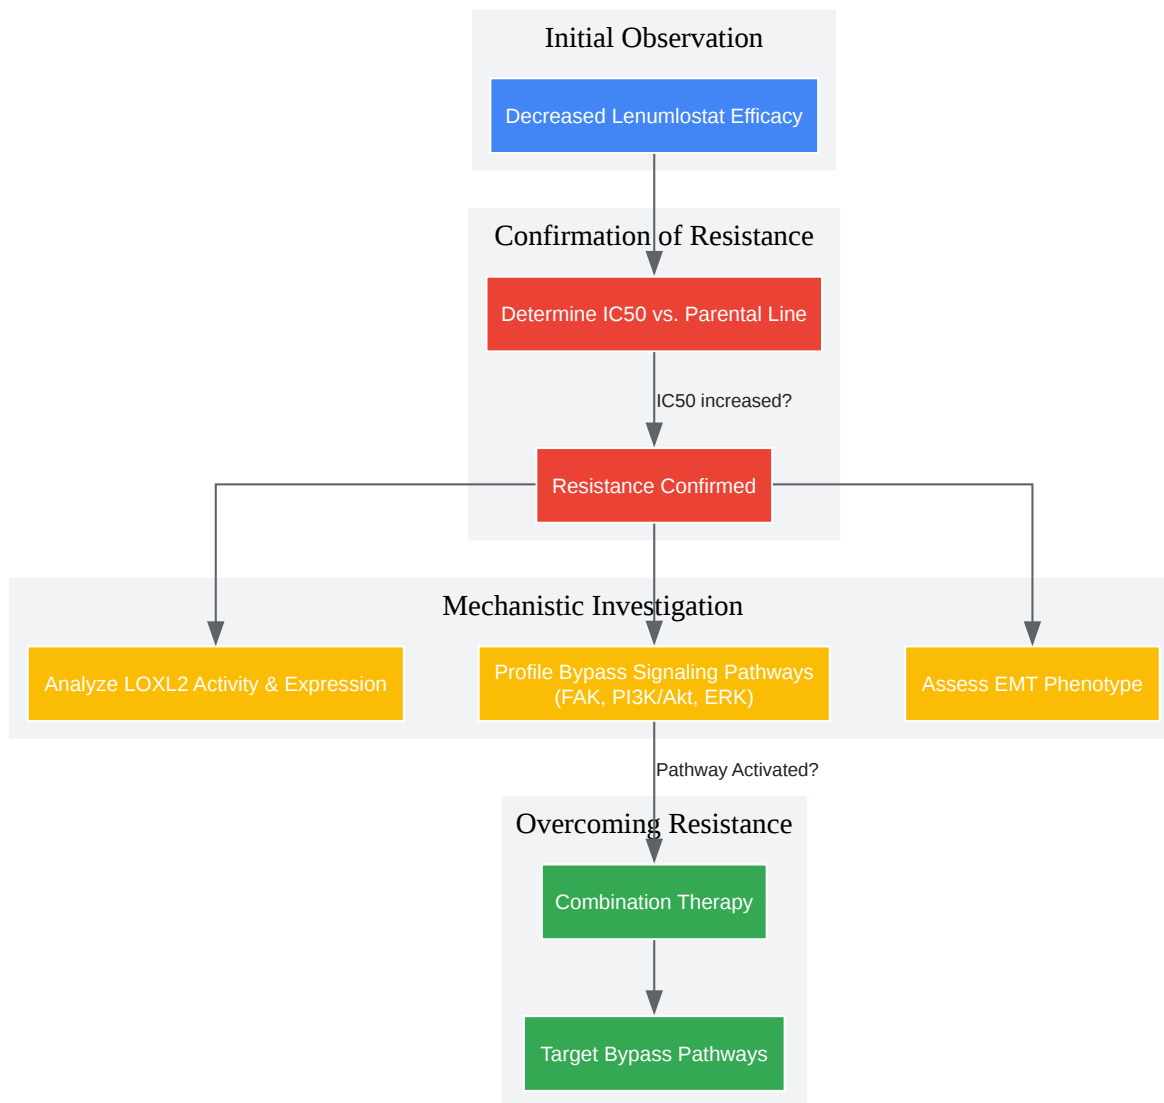 Initial Observation
Decreased Lenumlostat Efficacy
Confirmation of Resistance
Determine IC50 vs. Parental Line
IC50 increased?
Resistance Confirmed
Mechanistic Investigation
Analyze LOXL2 Activity & Expression
Profile Bypass Signaling Pathways
(FAK, PI3K/Akt, ERK)
Assess EMT Phenotype
Pathway Activated?
Overcoming Resistance
Combination Therapy
Target Bypass Pathways